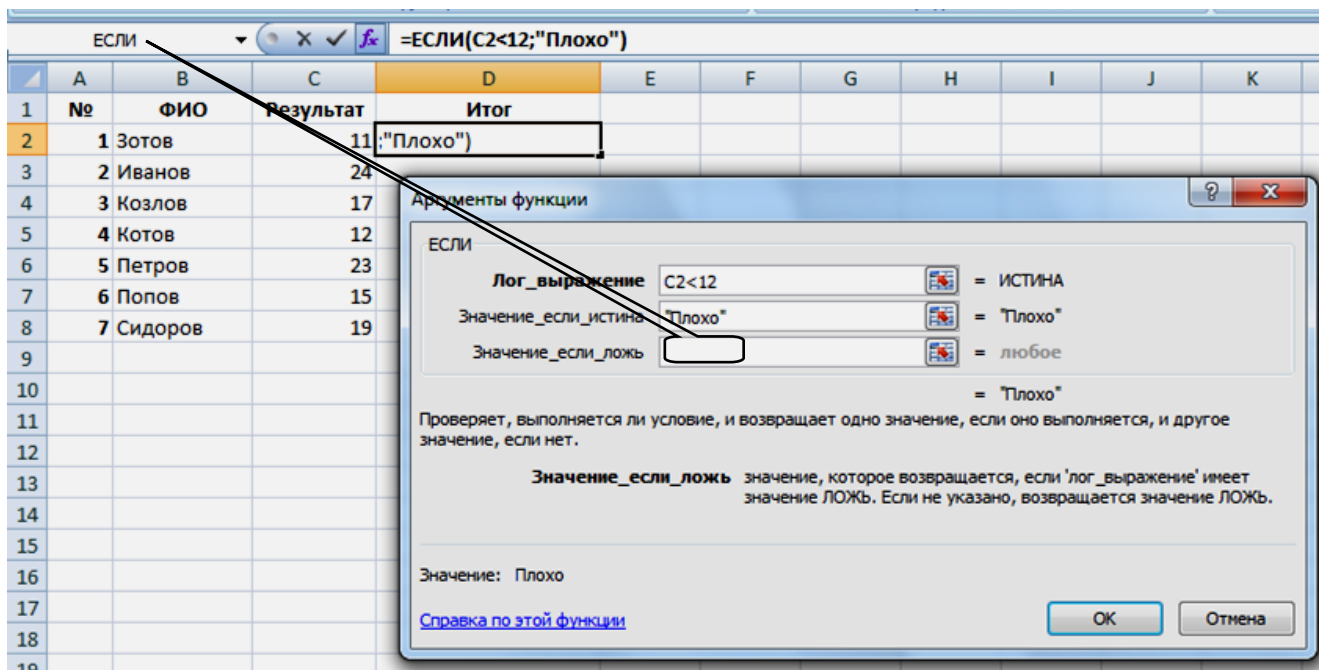 ЕСЛИ fx =ЕСЛИ(C2<12;"Плохо")
A B C D E F G H I J K
1 № ФИО Результат Итог
2 1 Зотов 11 ;"Плохо")
3 2 Иванов 24
4 3 Козлов 17
5 4 Котов 12
6 5 Петров 23
7 6 Попов 15
8 7 Сидоров 19
9
10
11
12
13
14
15
16
17
18
Аргументы функции ? X
ЕСЛИ
Лог_выражение C2<12 = ИСТИНА
Значение_если_истина "Плохо" = "Плохо"
Значение_если_ложь = любое
= "Плохо"
Проверяет, выполняется ли условие, и возвращает одно значение, если оно выполняется, и другое
значение, если нет.
Значение_если_ложь значение, которое возвращается, если 'лог_выражение' имеет
значение ЛОЖЬ. Если не указано, возвращается значение ЛОЖЬ.
Значение: Плохо
Справка по этой функции OK Отмена